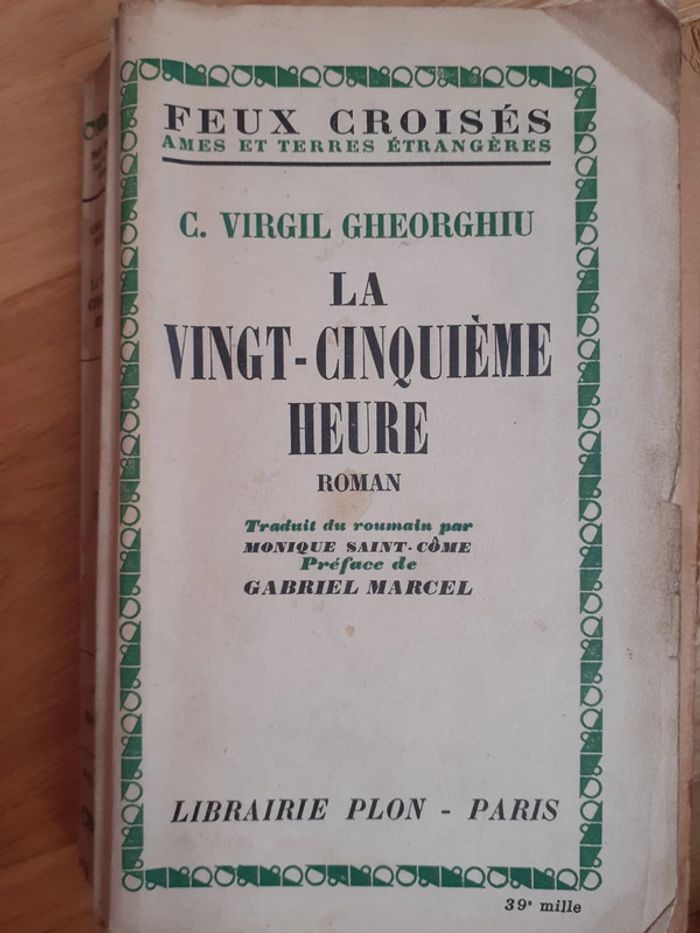 FEUX CROISÉS
AMES ET TERRES ÉTRANGÈRES
C. VIRGIL GHEORGHIU
LA
VINGT-CINQUIÈME
HEURE
ROMAN
Traduit du roumain par
MONIQUE SAINT-CÔME
Préface de
GABRIEL MARCEL
LIBRAIRIE PLON - PARIS
39e mille